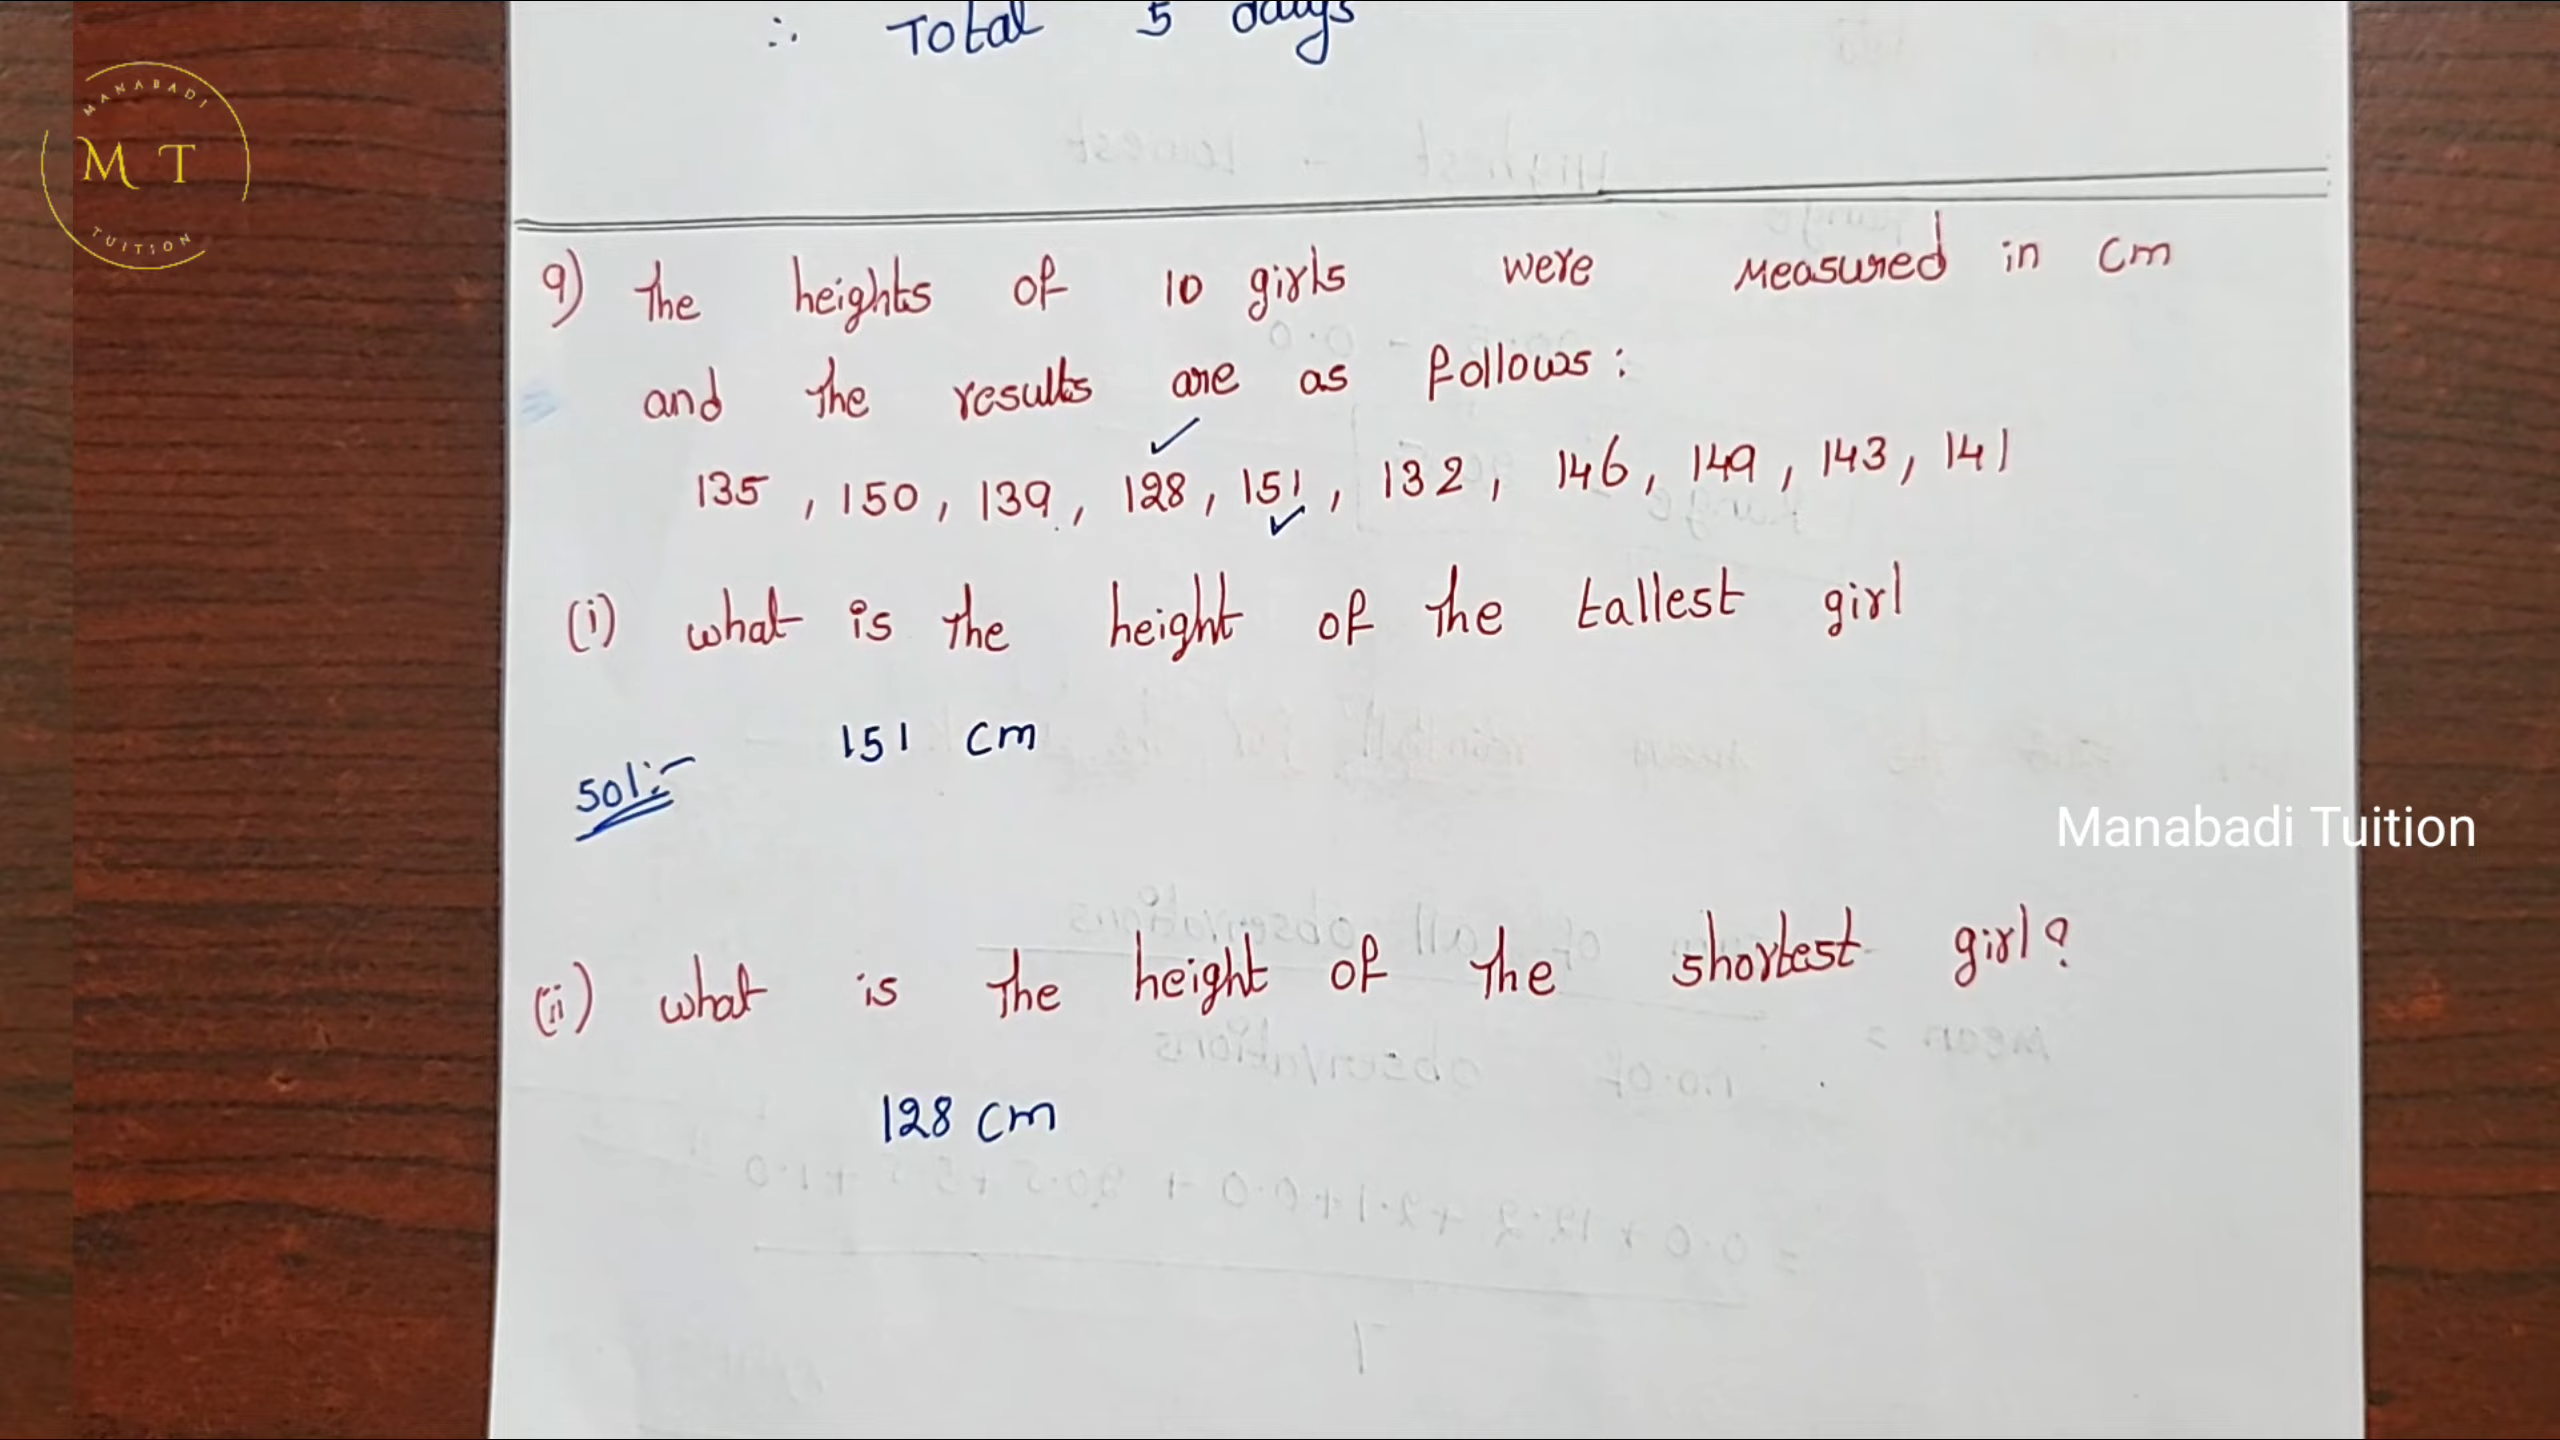 ∴ Total 5 days
MANABADI
M T
TUITION
9) The heights of 10 girls were Measured in cm
and the results are as follows:
135, 150, 139, 128, 151, 132, 146, 149, 143, 141
(i) what is the height of the tallest girl
151 cm
Sol:-
Manabadi Tuition
(ii) what is the height of the shortest girl?
128 cm